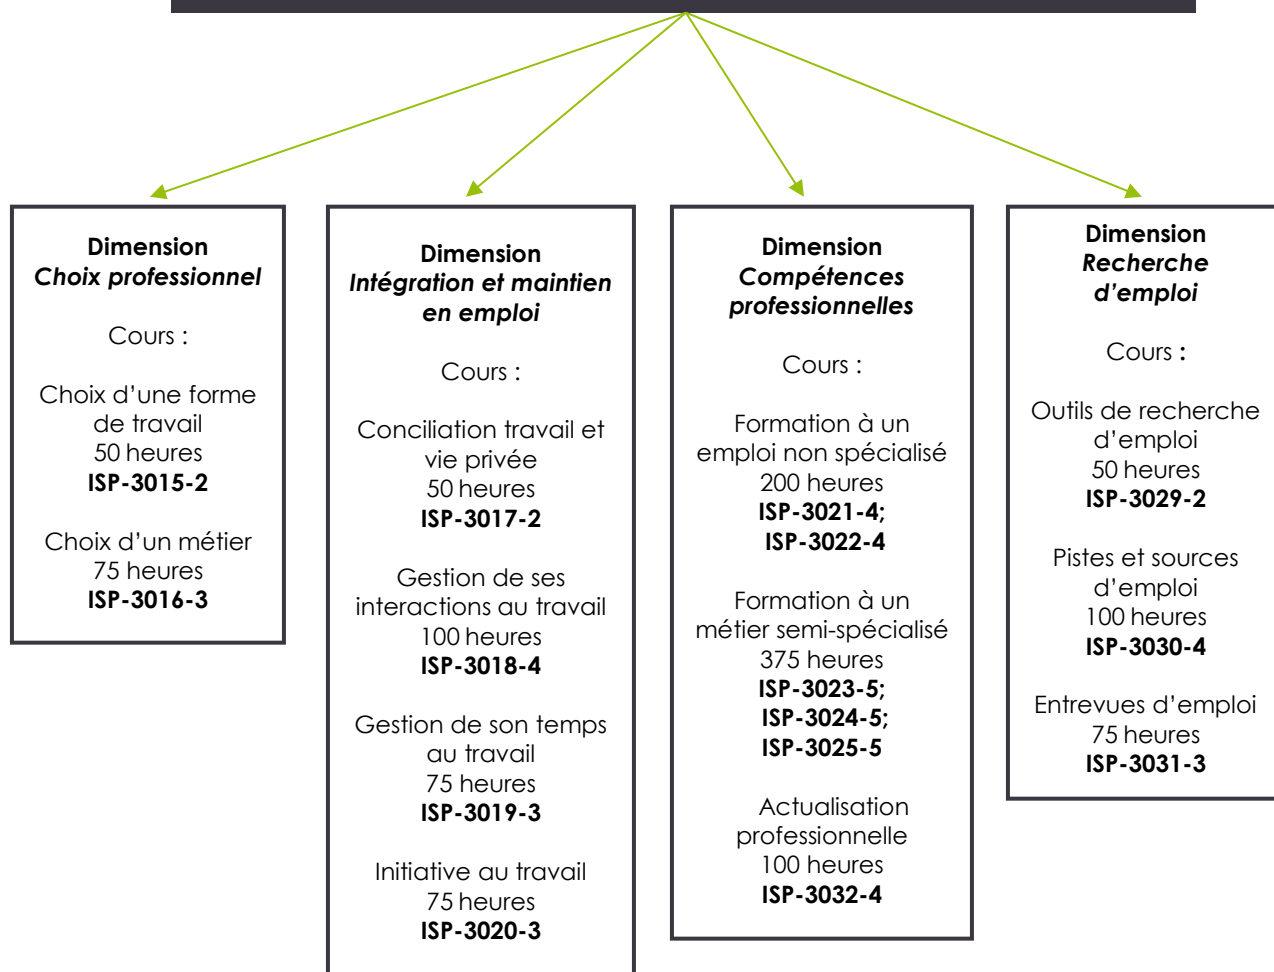 Dimension
Choix professionnel
Cours :
Choix d’une forme
de travail
50 heures
ISP-3015-2
Choix d’un métier
75 heures
ISP-3016-3
Dimension
Intégration et maintien
en emploi
Cours :
Conciliation travail et
vie privée
50 heures
ISP-3017-2
Gestion de ses
interactions au travail
100 heures
ISP-3018-4
Gestion de son temps
au travail
75 heures
ISP-3019-3
Initiative au travail
75 heures
ISP-3020-3
Dimension
Compétences
professionnelles
Cours :
Formation à un
emploi non spécialisé
200 heures
ISP-3021-4;
ISP-3022-4
Formation à un
métier semi-spécialisé
375 heures
ISP-3023-5;
ISP-3024-5;
ISP-3025-5
Actualisation
professionnelle
100 heures
ISP-3032-4
Dimension
Recherche
d’emploi
Cours :
Outils de recherche
d’emploi
50 heures
ISP-3029-2
Pistes et sources
d’emploi
100 heures
ISP-3030-4
Entrevues d’emploi
75 heures
ISP-3031-3